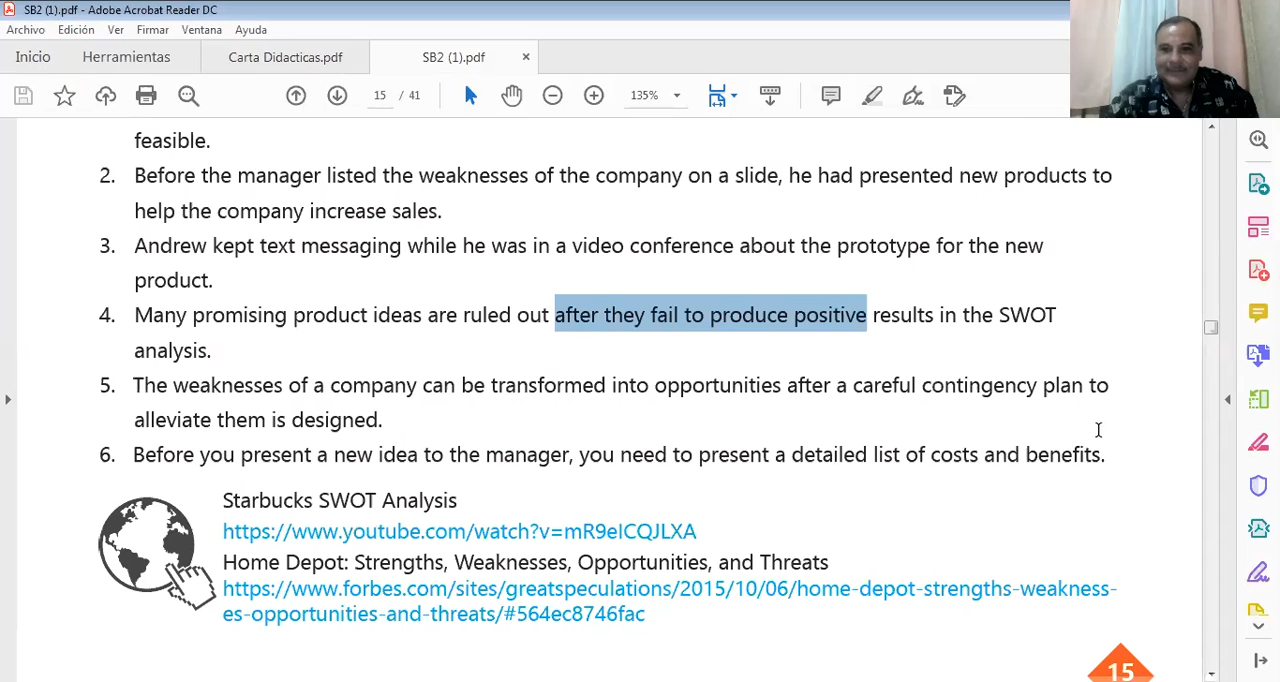 SB2 (1).pdf - Adobe Acrobat Reader DC
Archivo Edición Ver Firmar Ventana Ayuda
Inicio Herramientas Carta Didacticas.pdf SB2 (1).pdf ×
15 / 41 135%
feasible.
2. Before the manager listed the weaknesses of the company on a slide, he had presented new products to
help the company increase sales.
3. Andrew kept text messaging while he was in a video conference about the prototype for the new
product.
4. Many promising product ideas are ruled out after they fail to produce positive results in the SWOT
analysis.
5. The weaknesses of a company can be transformed into opportunities after a careful contingency plan to
alleviate them is designed.
6. Before you present a new idea to the manager, you need to present a detailed list of costs and benefits.
Starbucks SWOT Analysis
https://www.youtube.com/watch?v=mR9eICQJLXA
Home Depot: Strengths, Weaknesses, Opportunities, and Threats
https://www.forbes.com/sites/greatspeculations/2015/10/06/home-depot-strengths-weakness-
es-opportunities-and-threats/#564ec8746fac
15